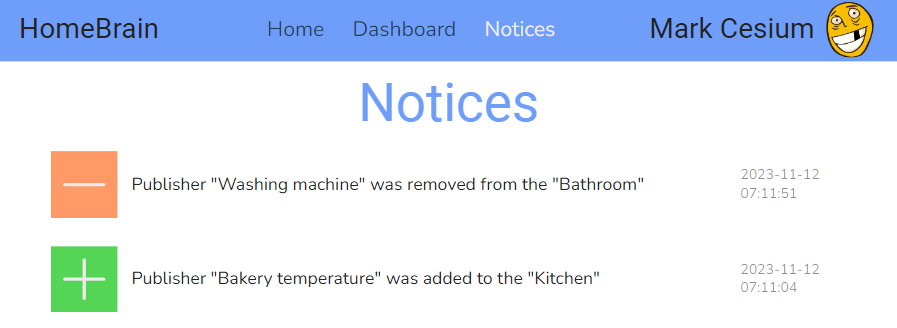 HomeBrain Home Dashboard Notices Mark Cesium
Notices
Publisher "Washing machine" was removed from the "Bathroom"
2023-11-12
07:11:51
Publisher "Bakery temperature" was added to the "Kitchen"
2023-11-12
07:11:04